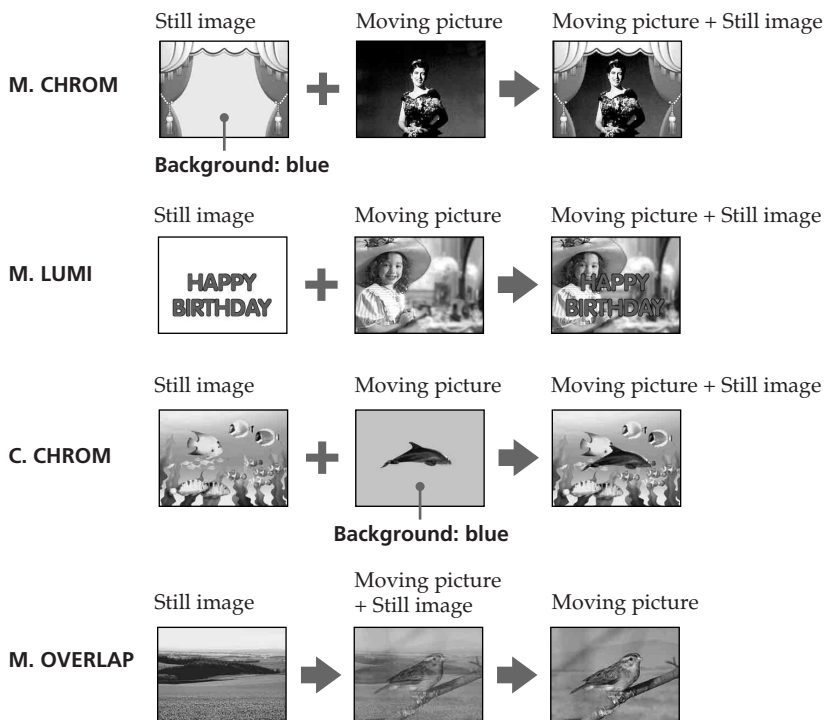 Still image
Moving picture
Moving picture + Still image
M. CHROM
Background: blue
Still image
Moving picture
Moving picture + Still image
M. LUMI
HAPPY
BIRTHDAY
HAPPY
BIRTHDAY
Still image
Moving picture
Moving picture + Still image
C. CHROM
Background: blue
Still image
Moving picture
+ Still image
Moving picture
M. OVERLAP